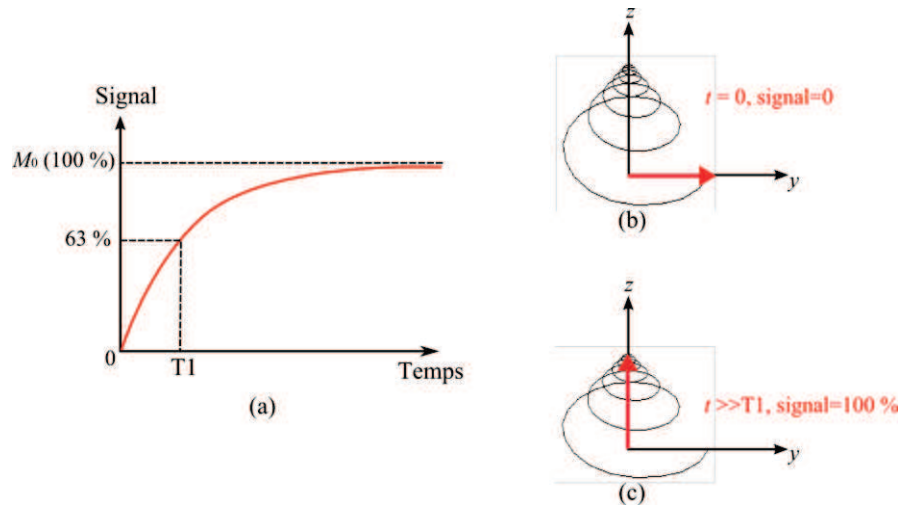 Signal
M0 (100 %)
63 %
0
T1
Temps
(a)
z
t = 0, signal=0
y
(b)
z
t >>T1, signal=100 %
y
(c)